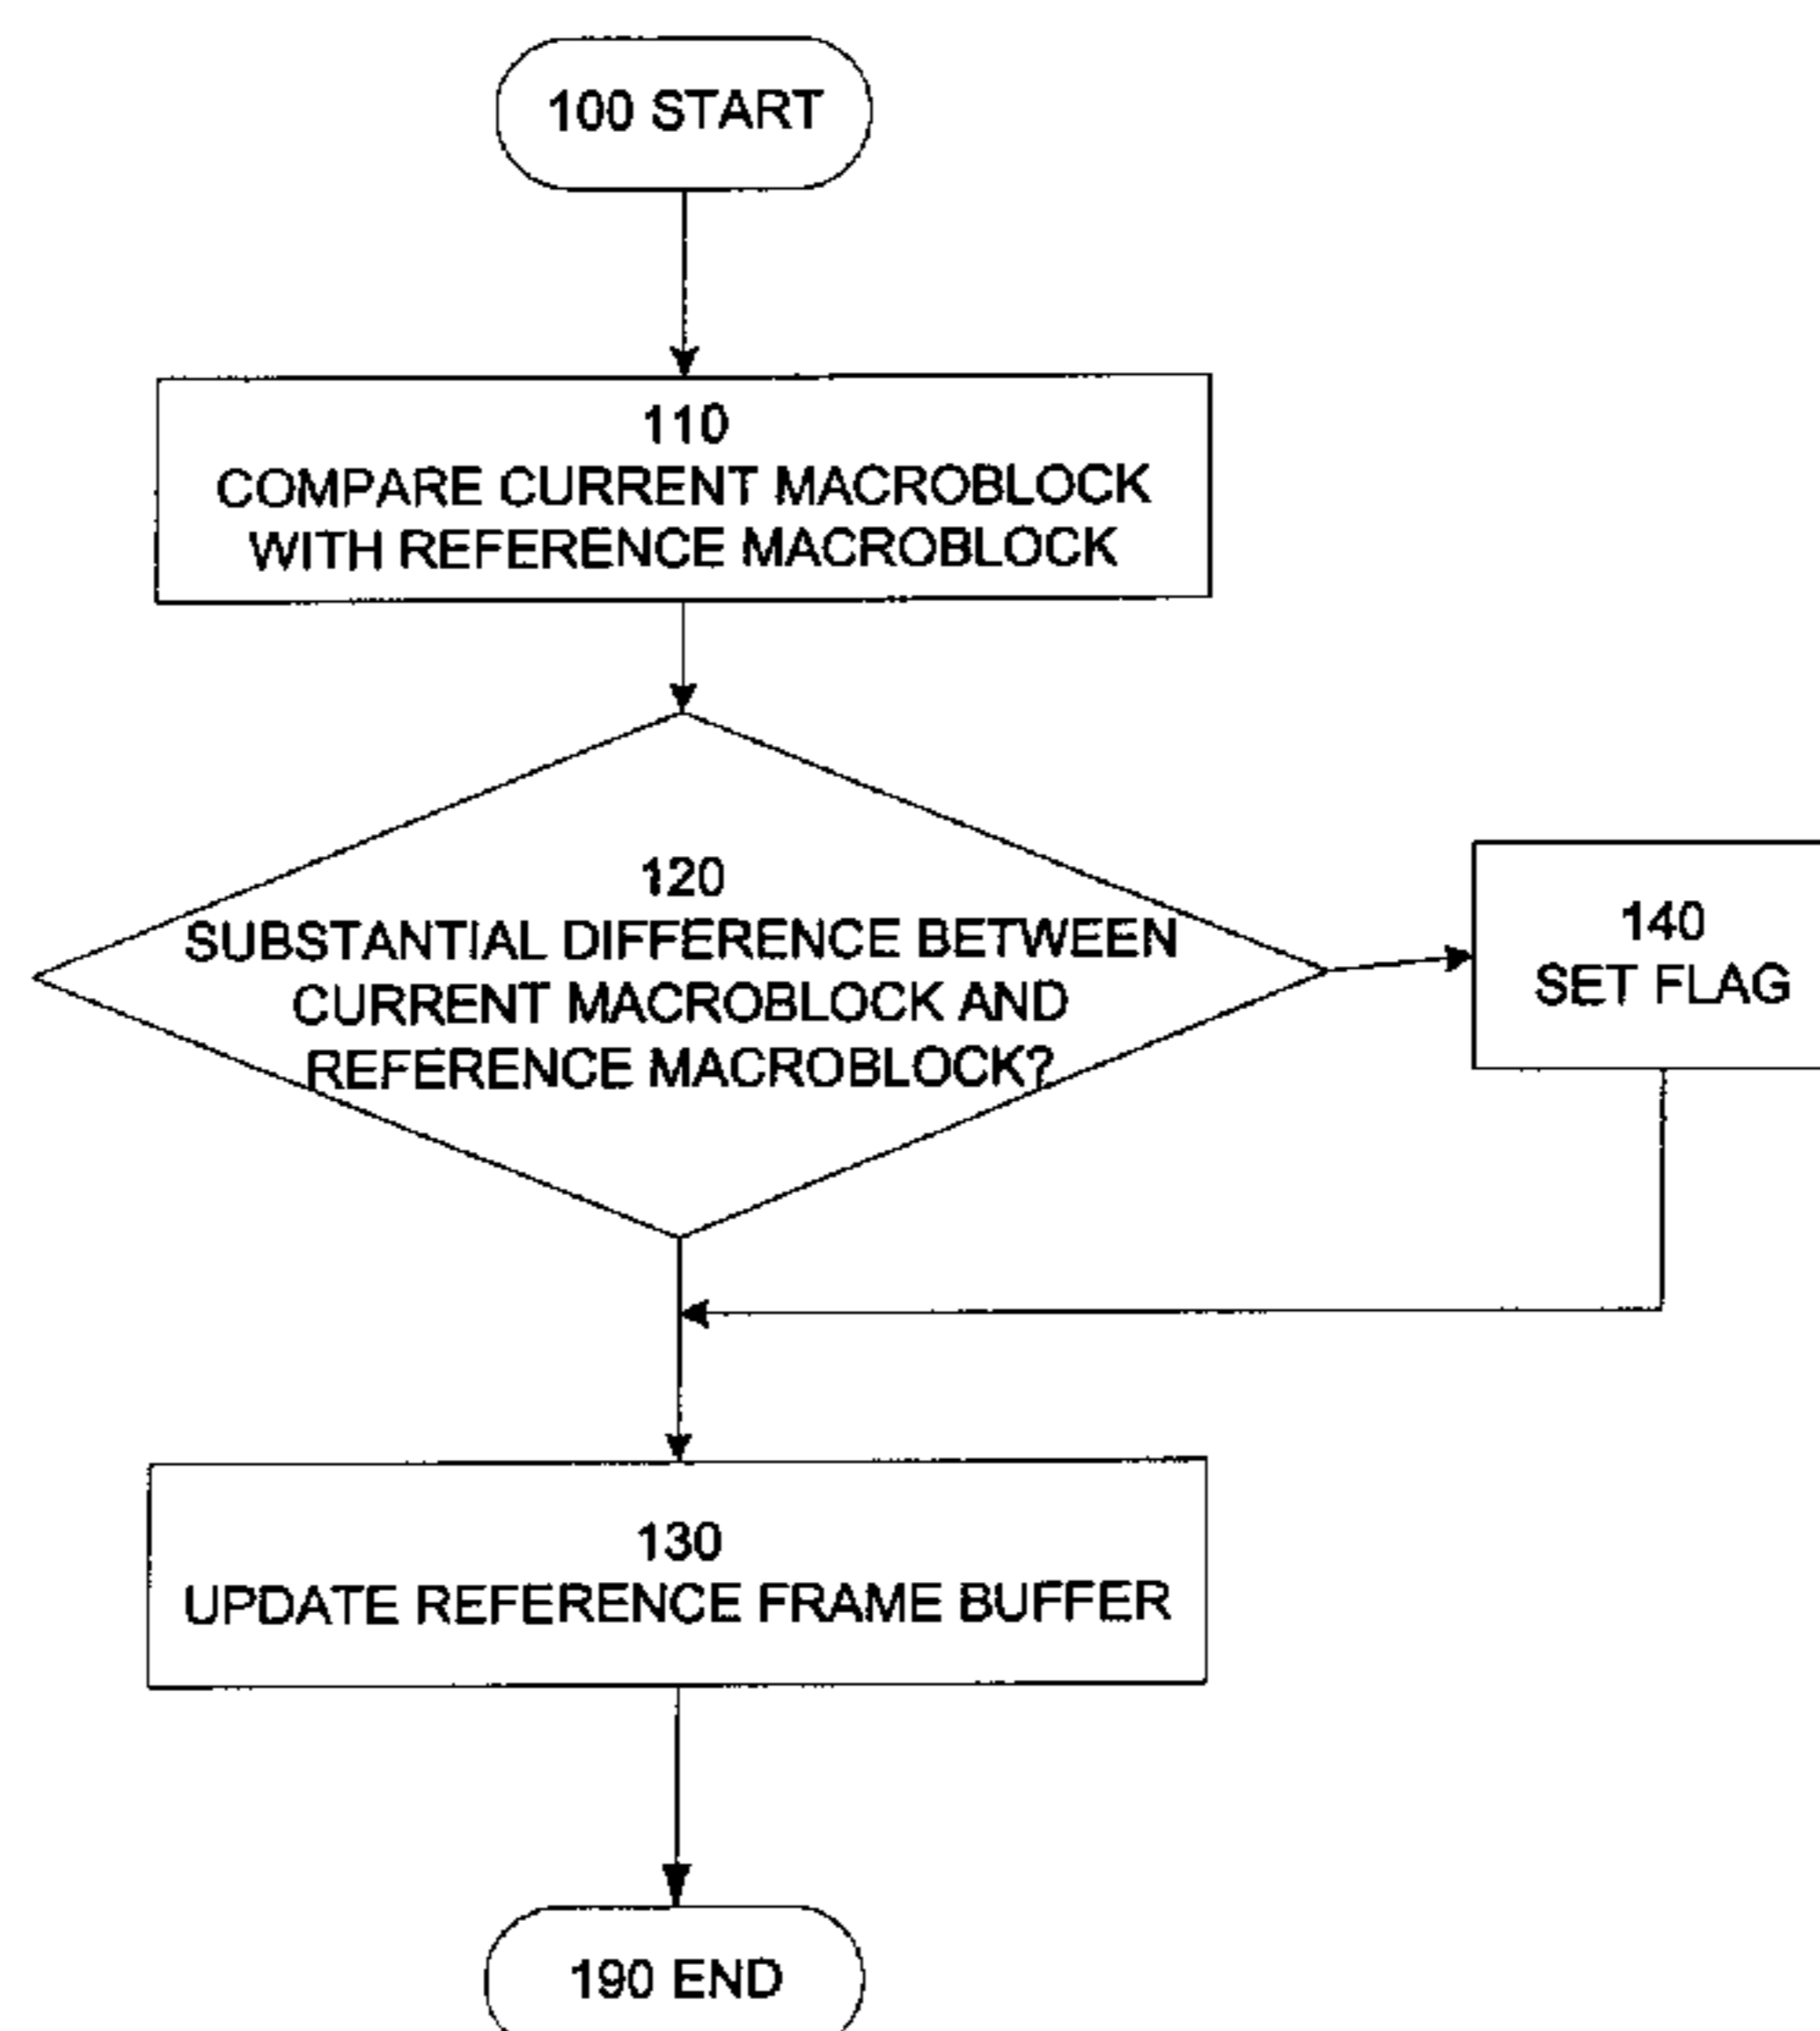 100 START
110
COMPARE CURRENT MACROBLOCK
WITH REFERENCE MACROBLOCK
120
SUBSTANTIAL DIFFERENCE BETWEEN
CURRENT MACROBLOCK AND
REFERENCE MACROBLOCK?
140
SET FLAG
130
UPDATE REFERENCE FRAME BUFFER
190 END